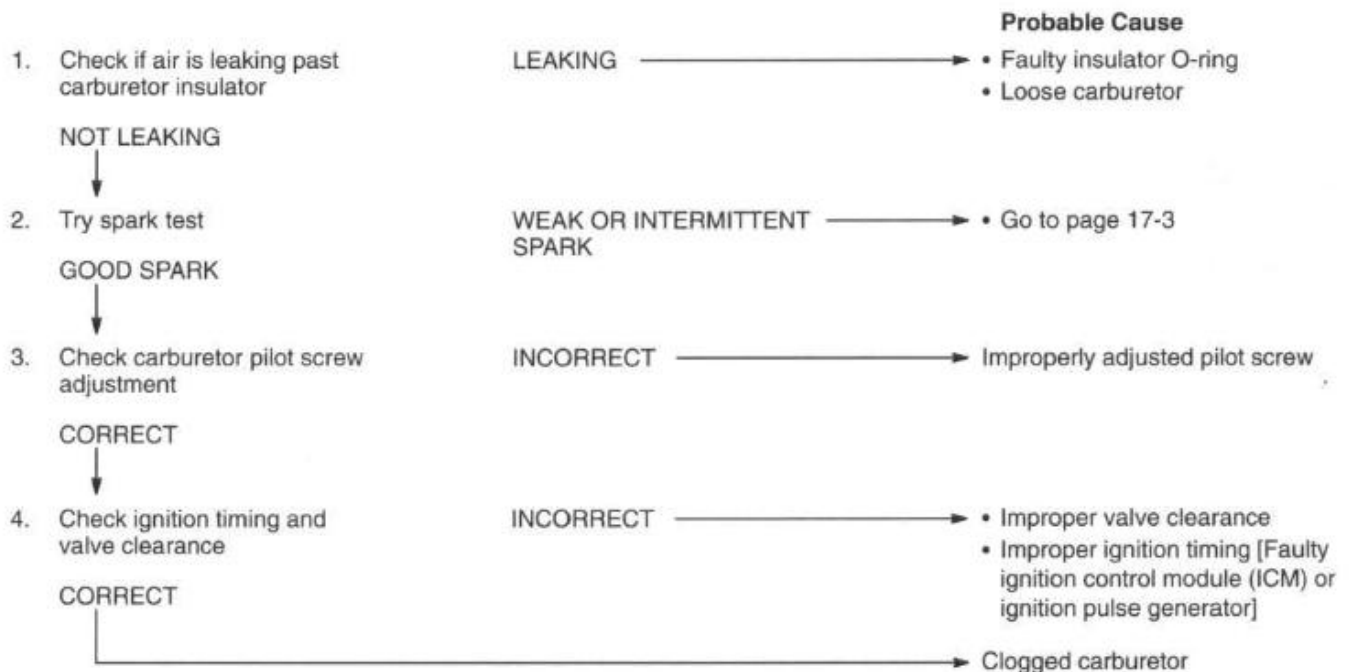 Probable Cause
1. Check if air is leaking past
carburetor insulator
LEAKING
• Faulty insulator O-ring
• Loose carburetor
NOT LEAKING
2. Try spark test
WEAK OR INTERMITTENT
SPARK
• Go to page 17-3
GOOD SPARK
3. Check carburetor pilot screw
adjustment
INCORRECT
Improperly adjusted pilot screw
CORRECT
4. Check ignition timing and
valve clearance
INCORRECT
• Improper valve clearance
• Improper ignition timing [Faulty
ignition control module (ICM) or
ignition pulse generator]
CORRECT
Clogged carburetor